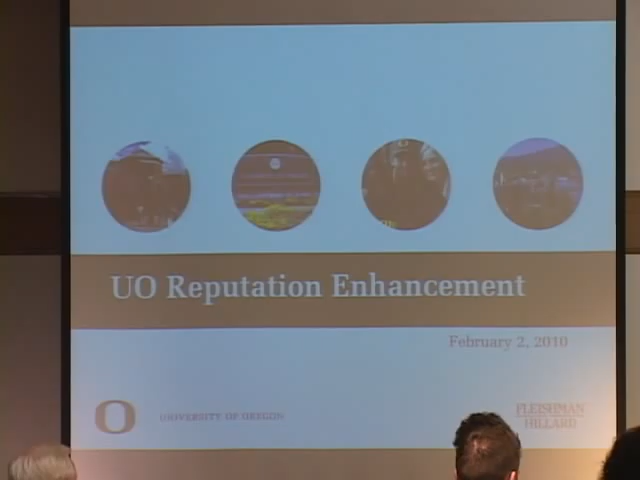 UO Reputation Enhancement
February 2, 2010
O UNIVERSITY OF OREGON
FLEISHMAN
HILLARD